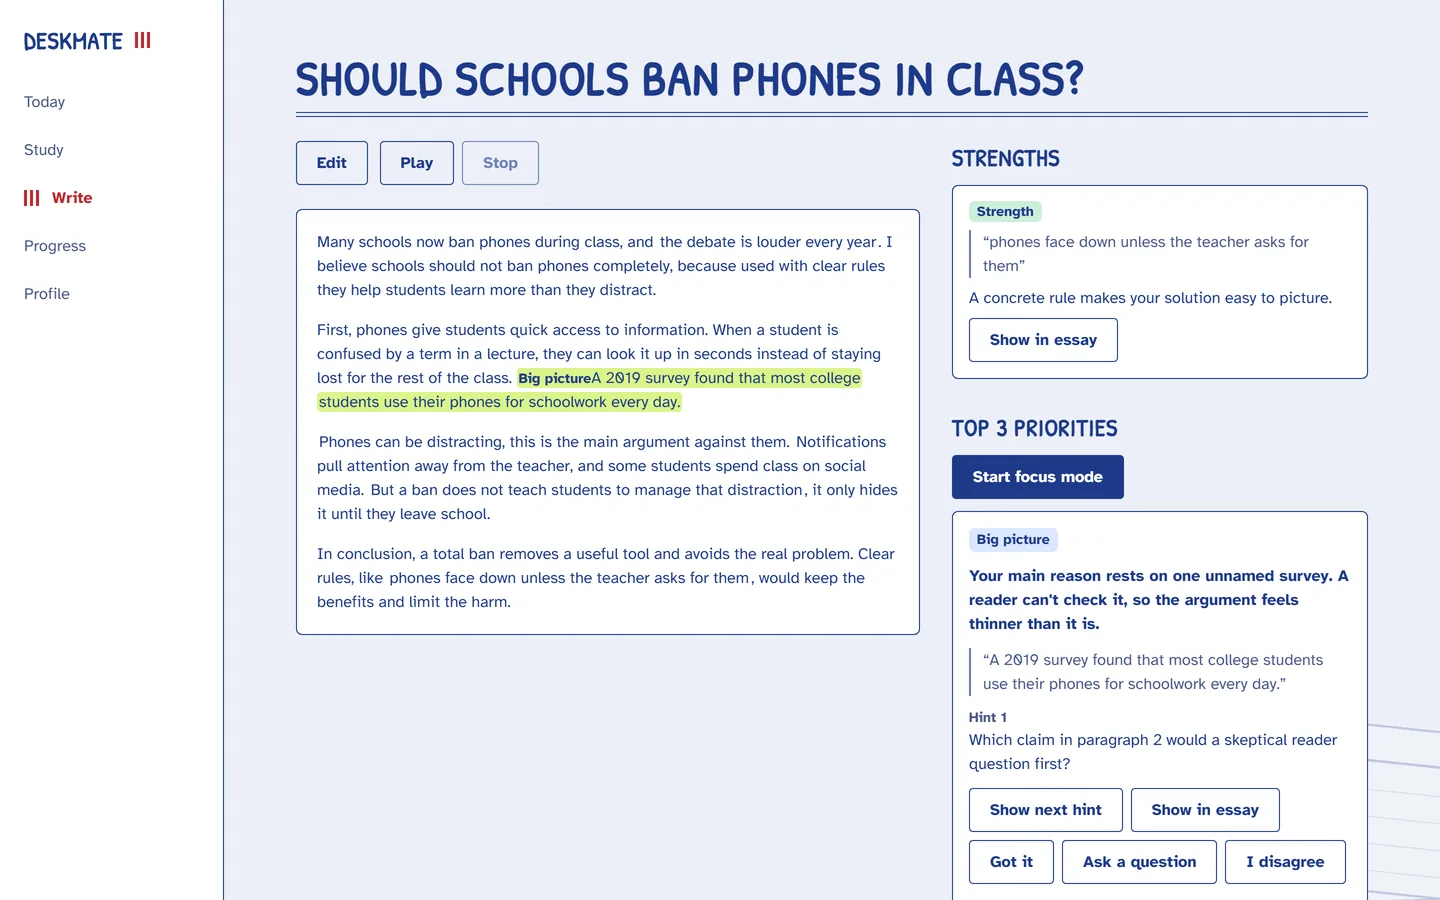 DESKMATE
Today
Study
Write
Progress
Profile
SHOULD SCHOOLS BAN PHONES IN CLASS?
Edit
Play
Stop
Many schools now ban phones during class, and the debate is louder every year. I
believe schools should not ban phones completely, because used with clear rules
they help students learn more than they distract.
First, phones give students quick access to information. When a student is
confused by a term in a lecture, they can look it up in seconds instead of staying
lost for the rest of the class. Big pictureA 2019 survey found that most college
students use their phones for schoolwork every day.
Phones can be distracting, this is the main argument against them. Notifications
pull attention away from the teacher, and some students spend class on social
media. But a ban does not teach students to manage that distraction, it only hides
it until they leave school.
In conclusion, a total ban removes a useful tool and avoids the real problem. Clear
rules, like phones face down unless the teacher asks for them, would keep the
benefits and limit the harm.
STRENGTHS
Strength
“phones face down unless the teacher asks for
them”
A concrete rule makes your solution easy to picture.
Show in essay
TOP 3 PRIORITIES
Start focus mode
Big picture
Your main reason rests on one unnamed survey. A
reader can't check it, so the argument feels
thinner than it is.
“A 2019 survey found that most college students
use their phones for schoolwork every day.”
Hint 1
Which claim in paragraph 2 would a skeptical reader
question first?
Show next hint
Show in essay
Got it
Ask a question
I disagree